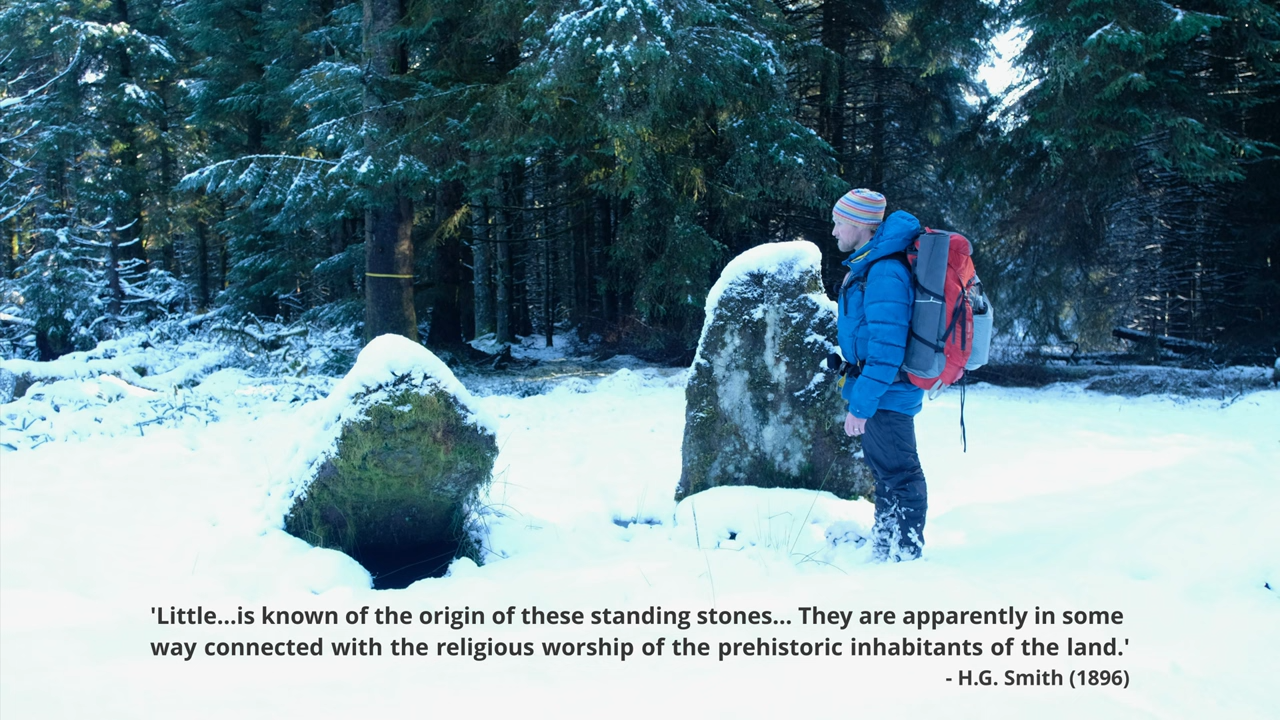 'Little...is known of the origin of these standing stones... They are apparently in some
way connected with the religious worship of the prehistoric inhabitants of the land.'
- H.G. Smith (1896)